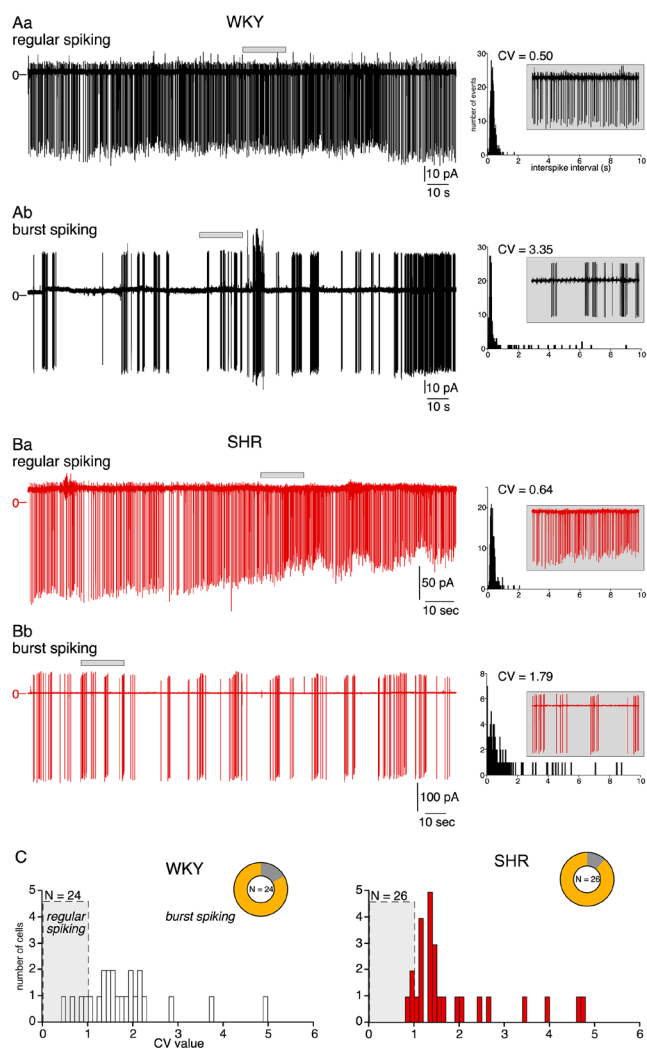 Aa
WKY
regular spiking
0
10 pA
10 s
CV = 0.50
30
20
10
0
number of events
0 2 4 6 8 10
interspike interval (s)
Ab
burst spiking
0
10 pA
10 s
CV = 3.35
30
20
10
0
0 2 4 6 8 10
Ba
SHR
regular spiking
0
50 pA
10 sec
CV = 0.64
20
10
0
0 2 4 6 8 10
Bb
burst spiking
0
100 pA
10 sec
CV = 1.79
8
6
4
2
0
0 2 4 6 8 10
C
WKY
N = 24
N = 24
regular
spiking
burst spiking
5
4
3
2
1
0
number of cells
0 1 2 3 4 5 6
CV value
SHR
N = 26
N = 26
5
4
3
2
1
0
0 1 2 3 4 5 6